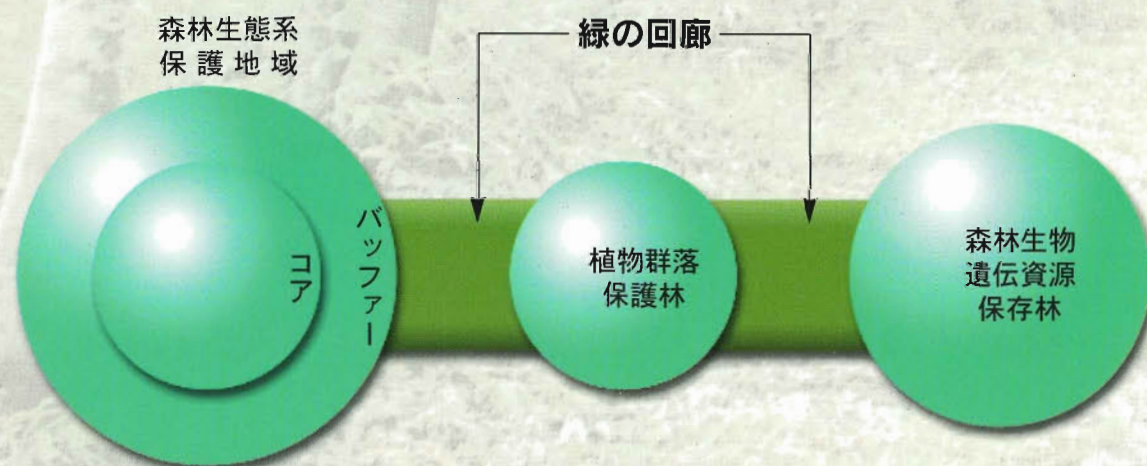 森林生態系
保護地域
緑の回廊
コア
バッファー
植物群落
保護林
森林生物
遺伝資源
保存林